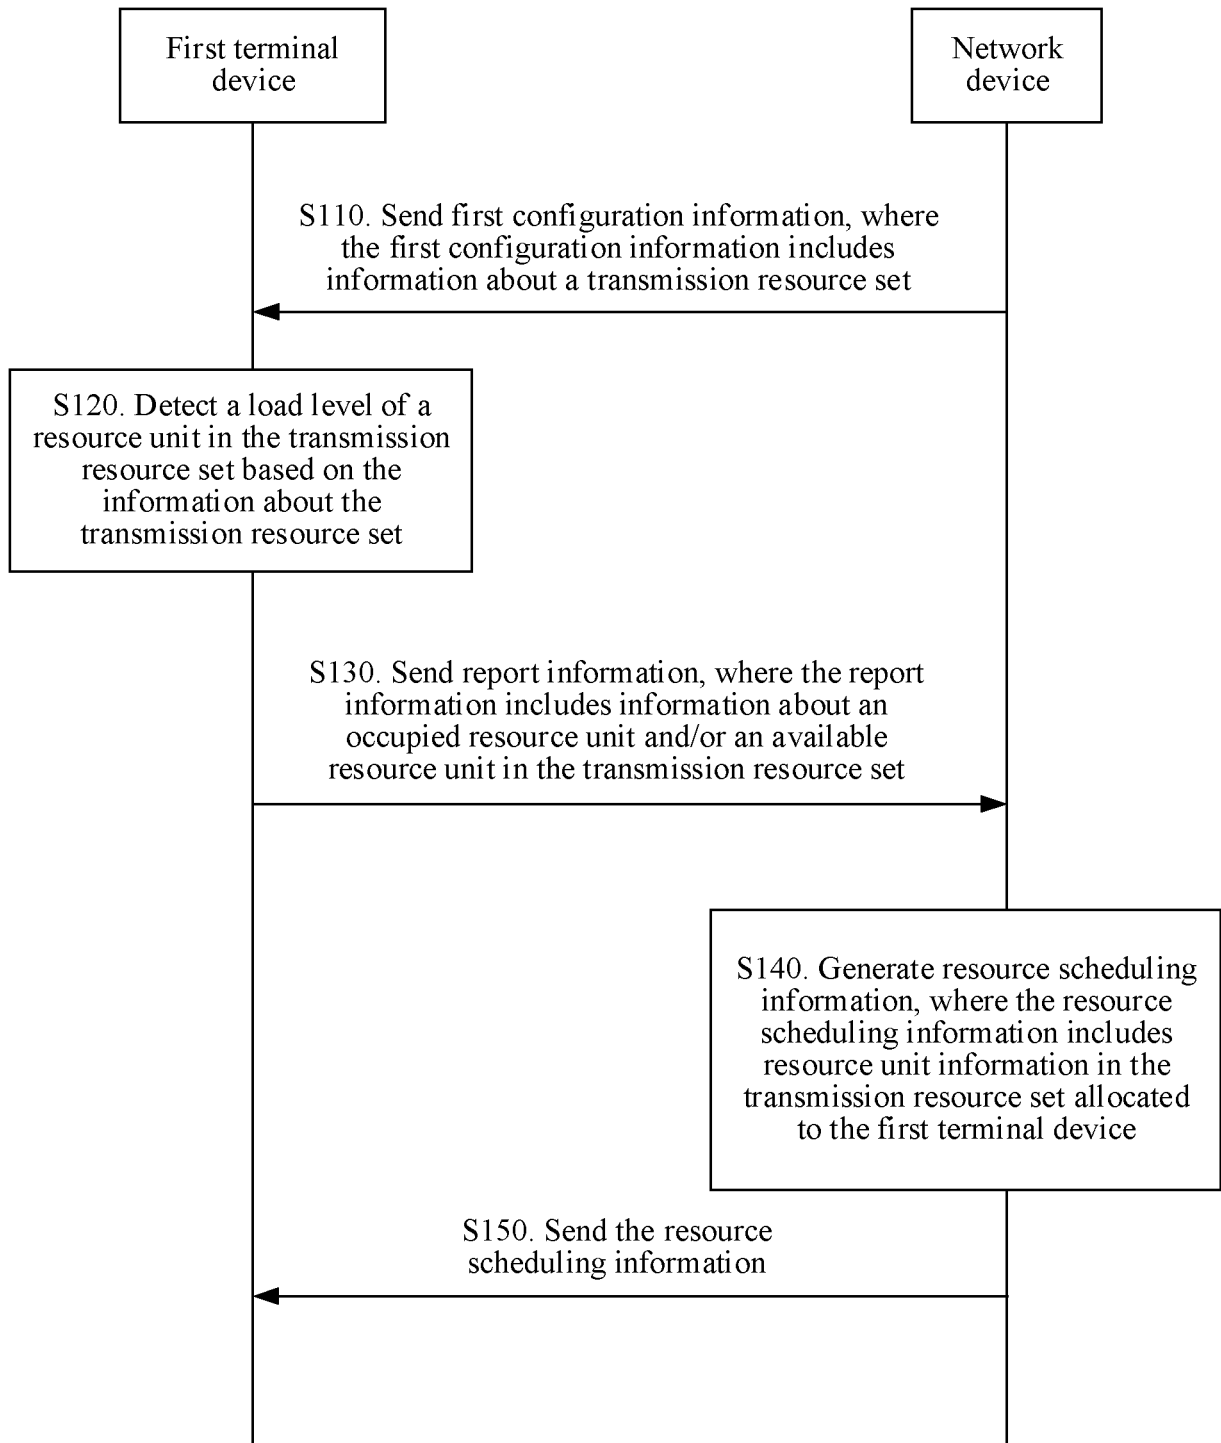 First terminal
device
Network
device
S110. Send first configuration information, where
the first configuration information includes
information about a transmission resource set
S120. Detect a load level of a
resource unit in the transmission
resource set based on the
information about the
transmission resource set
S130. Send report information, where the report
information includes information about an
occupied resource unit and/or an available
resource unit in the transmission resource set
S140. Generate resource scheduling
information, where the resource
scheduling information includes
resource unit information in the
transmission resource set allocated
to the first terminal device
S150. Send the resource
scheduling information